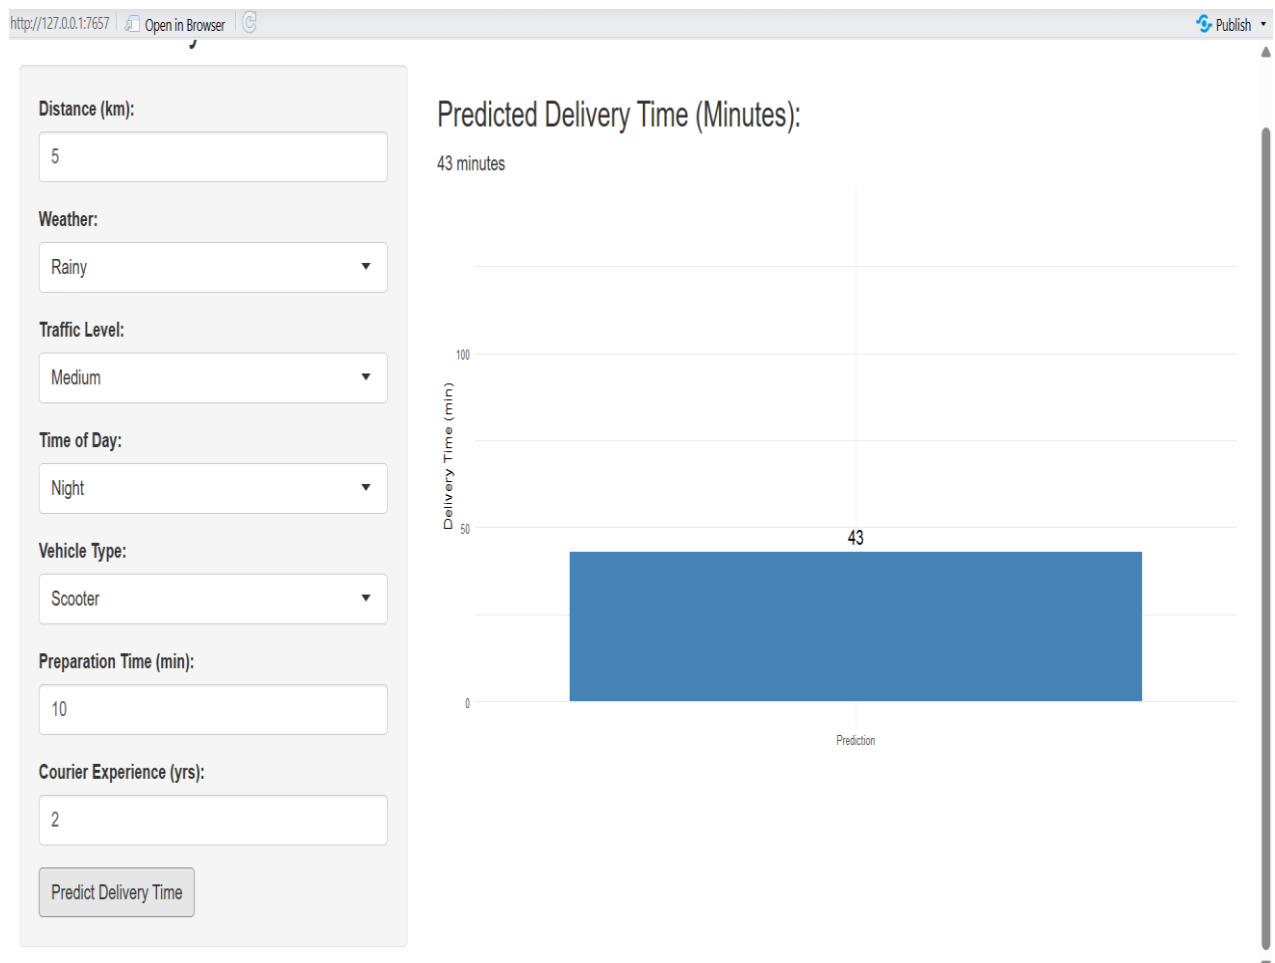 http://127.0.0.1:7657 Open in Browser Publish
Distance (km):
5
Weather:
Rainy
Traffic Level:
Medium
Time of Day:
Night
Vehicle Type:
Scooter
Preparation Time (min):
10
Courier Experience (yrs):
2
Predict Delivery Time
Predicted Delivery Time (Minutes):
43 minutes
Delivery Time (min)
100
50
0
43
Prediction